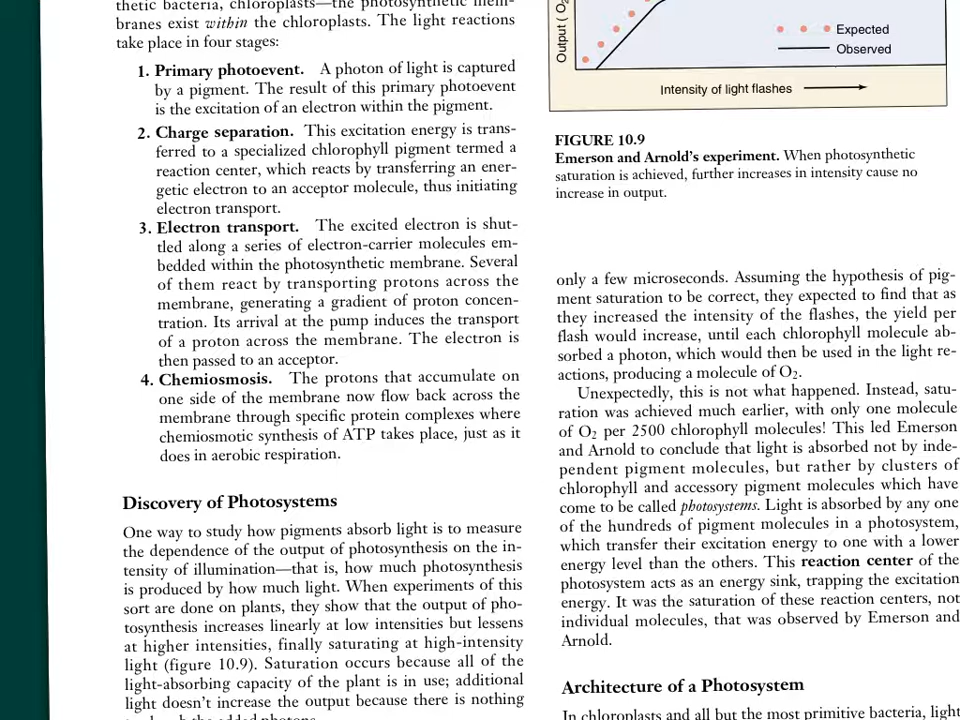 thetic bacteria, chloroplasts—the photosynthetic mem-
branes exist within the chloroplasts. The light reactions
take place in four stages:
1. Primary photoevent. A photon of light is captured
by a pigment. The result of this primary photoevent
is the excitation of an electron within the pigment.
2. Charge separation. This excitation energy is trans-
ferred to a specialized chlorophyll pigment termed a
reaction center, which reacts by transferring an ener-
getic electron to an acceptor molecule, thus initiating
electron transport.
3. Electron transport. The excited electron is shut-
tled along a series of electron-carrier molecules em-
bedded within the photosynthetic membrane. Several
of them react by transporting protons across the
membrane, generating a gradient of proton concen-
tration. Its arrival at the pump induces the transport
of a proton across the membrane. The electron is
then passed to an acceptor.
4. Chemiosmosis. The protons that accumulate on
one side of the membrane now flow back across the
membrane through specific protein complexes where
chemiosmotic synthesis of ATP takes place, just as it
does in aerobic respiration.
Discovery of Photosystems
One way to study how pigments absorb light is to measure
the dependence of the output of photosynthesis on the in-
tensity of illumination—that is, how much photosynthesis
is produced by how much light. When experiments of this
sort are done on plants, they show that the output of pho-
tosynthesis increases linearly at low intensities but lessens
at higher intensities, finally saturating at high-intensity
light (figure 10.9). Saturation occurs because all of the
light-absorbing capacity of the plant is in use; additional
light doesn't increase the output because there is nothing
Output (O2
Expected
Observed
Intensity of light flashes
FIGURE 10.9
Emerson and Arnold's experiment. When photosynthetic
saturation is achieved, further increases in intensity cause no
increase in output.
only a few microseconds. Assuming the hypothesis of pig-
ment saturation to be correct, they expected to find that as
they increased the intensity of the flashes, the yield per
flash would increase, until each chlorophyll molecule ab-
sorbed a photon, which would then be used in the light re-
actions, producing a molecule of O2.
Unexpectedly, this is not what happened. Instead, satu-
ration was achieved much earlier, with only one molecule
of O2 per 2500 chlorophyll molecules! This led Emerson
and Arnold to conclude that light is absorbed not by inde-
pendent pigment molecules, but rather by clusters of
chlorophyll and accessory pigment molecules which have
come to be called photosystems. Light is absorbed by any one
of the hundreds of pigment molecules in a photosystem,
which transfer their excitation energy to one with a lower
energy level than the others. This reaction center of the
photosystem acts as an energy sink, trapping the excitation
energy. It was the saturation of these reaction centers, not
individual molecules, that was observed by Emerson and
Arnold.
Architecture of a Photosystem
In chloroplasts and all but the most primitive bacteria, light